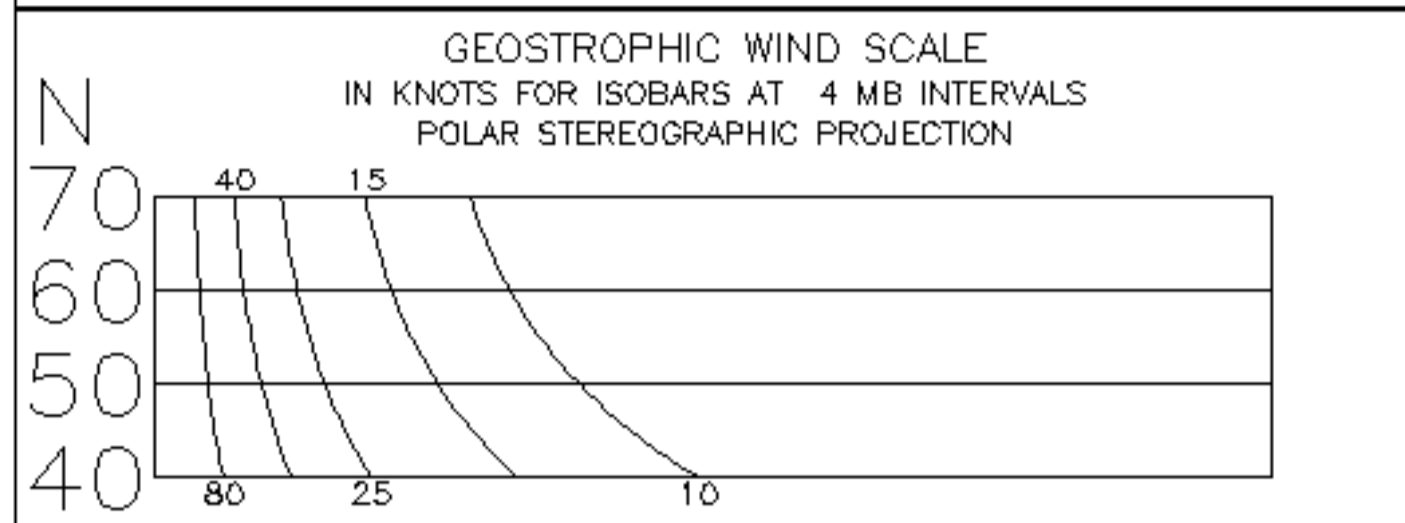 GEOSTROPHIC WIND SCALE
IN KNOTS FOR ISOBARS AT 4 MB INTERVALS
POLAR STEREOGRAPHIC PROJECTION
N
40 15
70
60
50
40
80 25 10